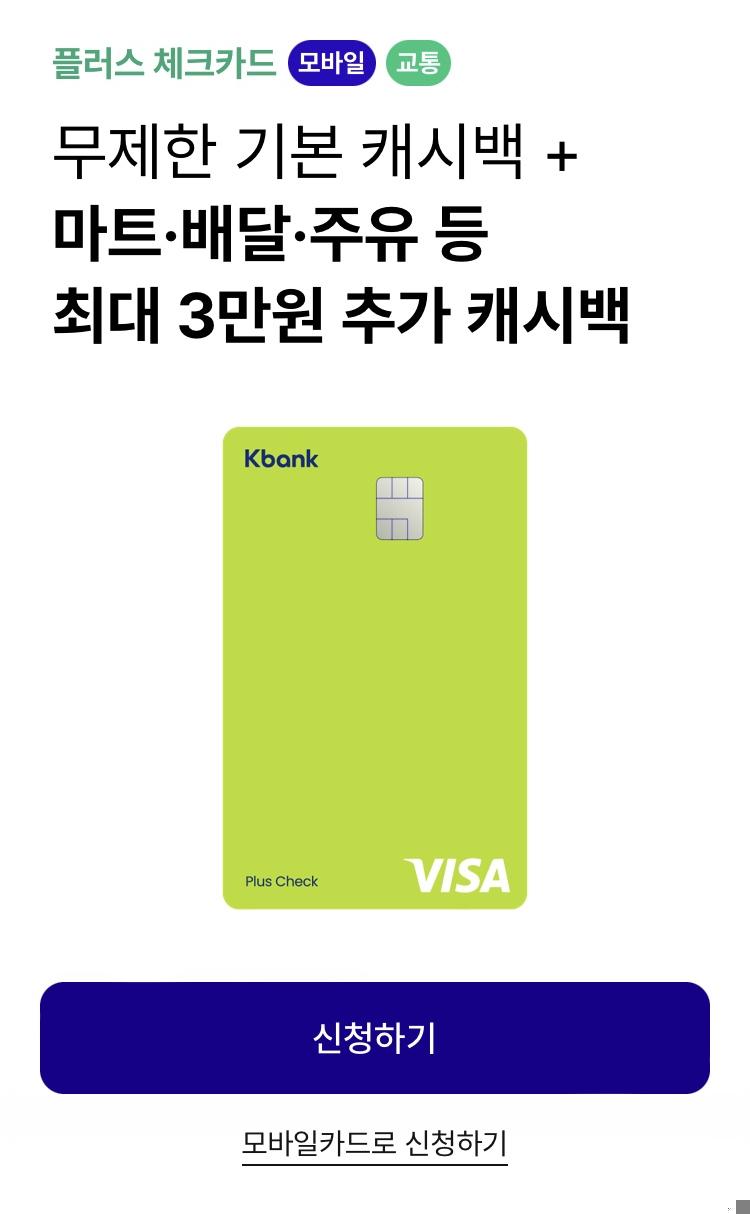 플러스 체크카드 모바일 교통
무제한 기본 캐시백 +
마트·배달·주유 등
최대 3만원 추가 캐시백
Kbank
Plus Check VISA
신청하기
모바일카드로 신청하기